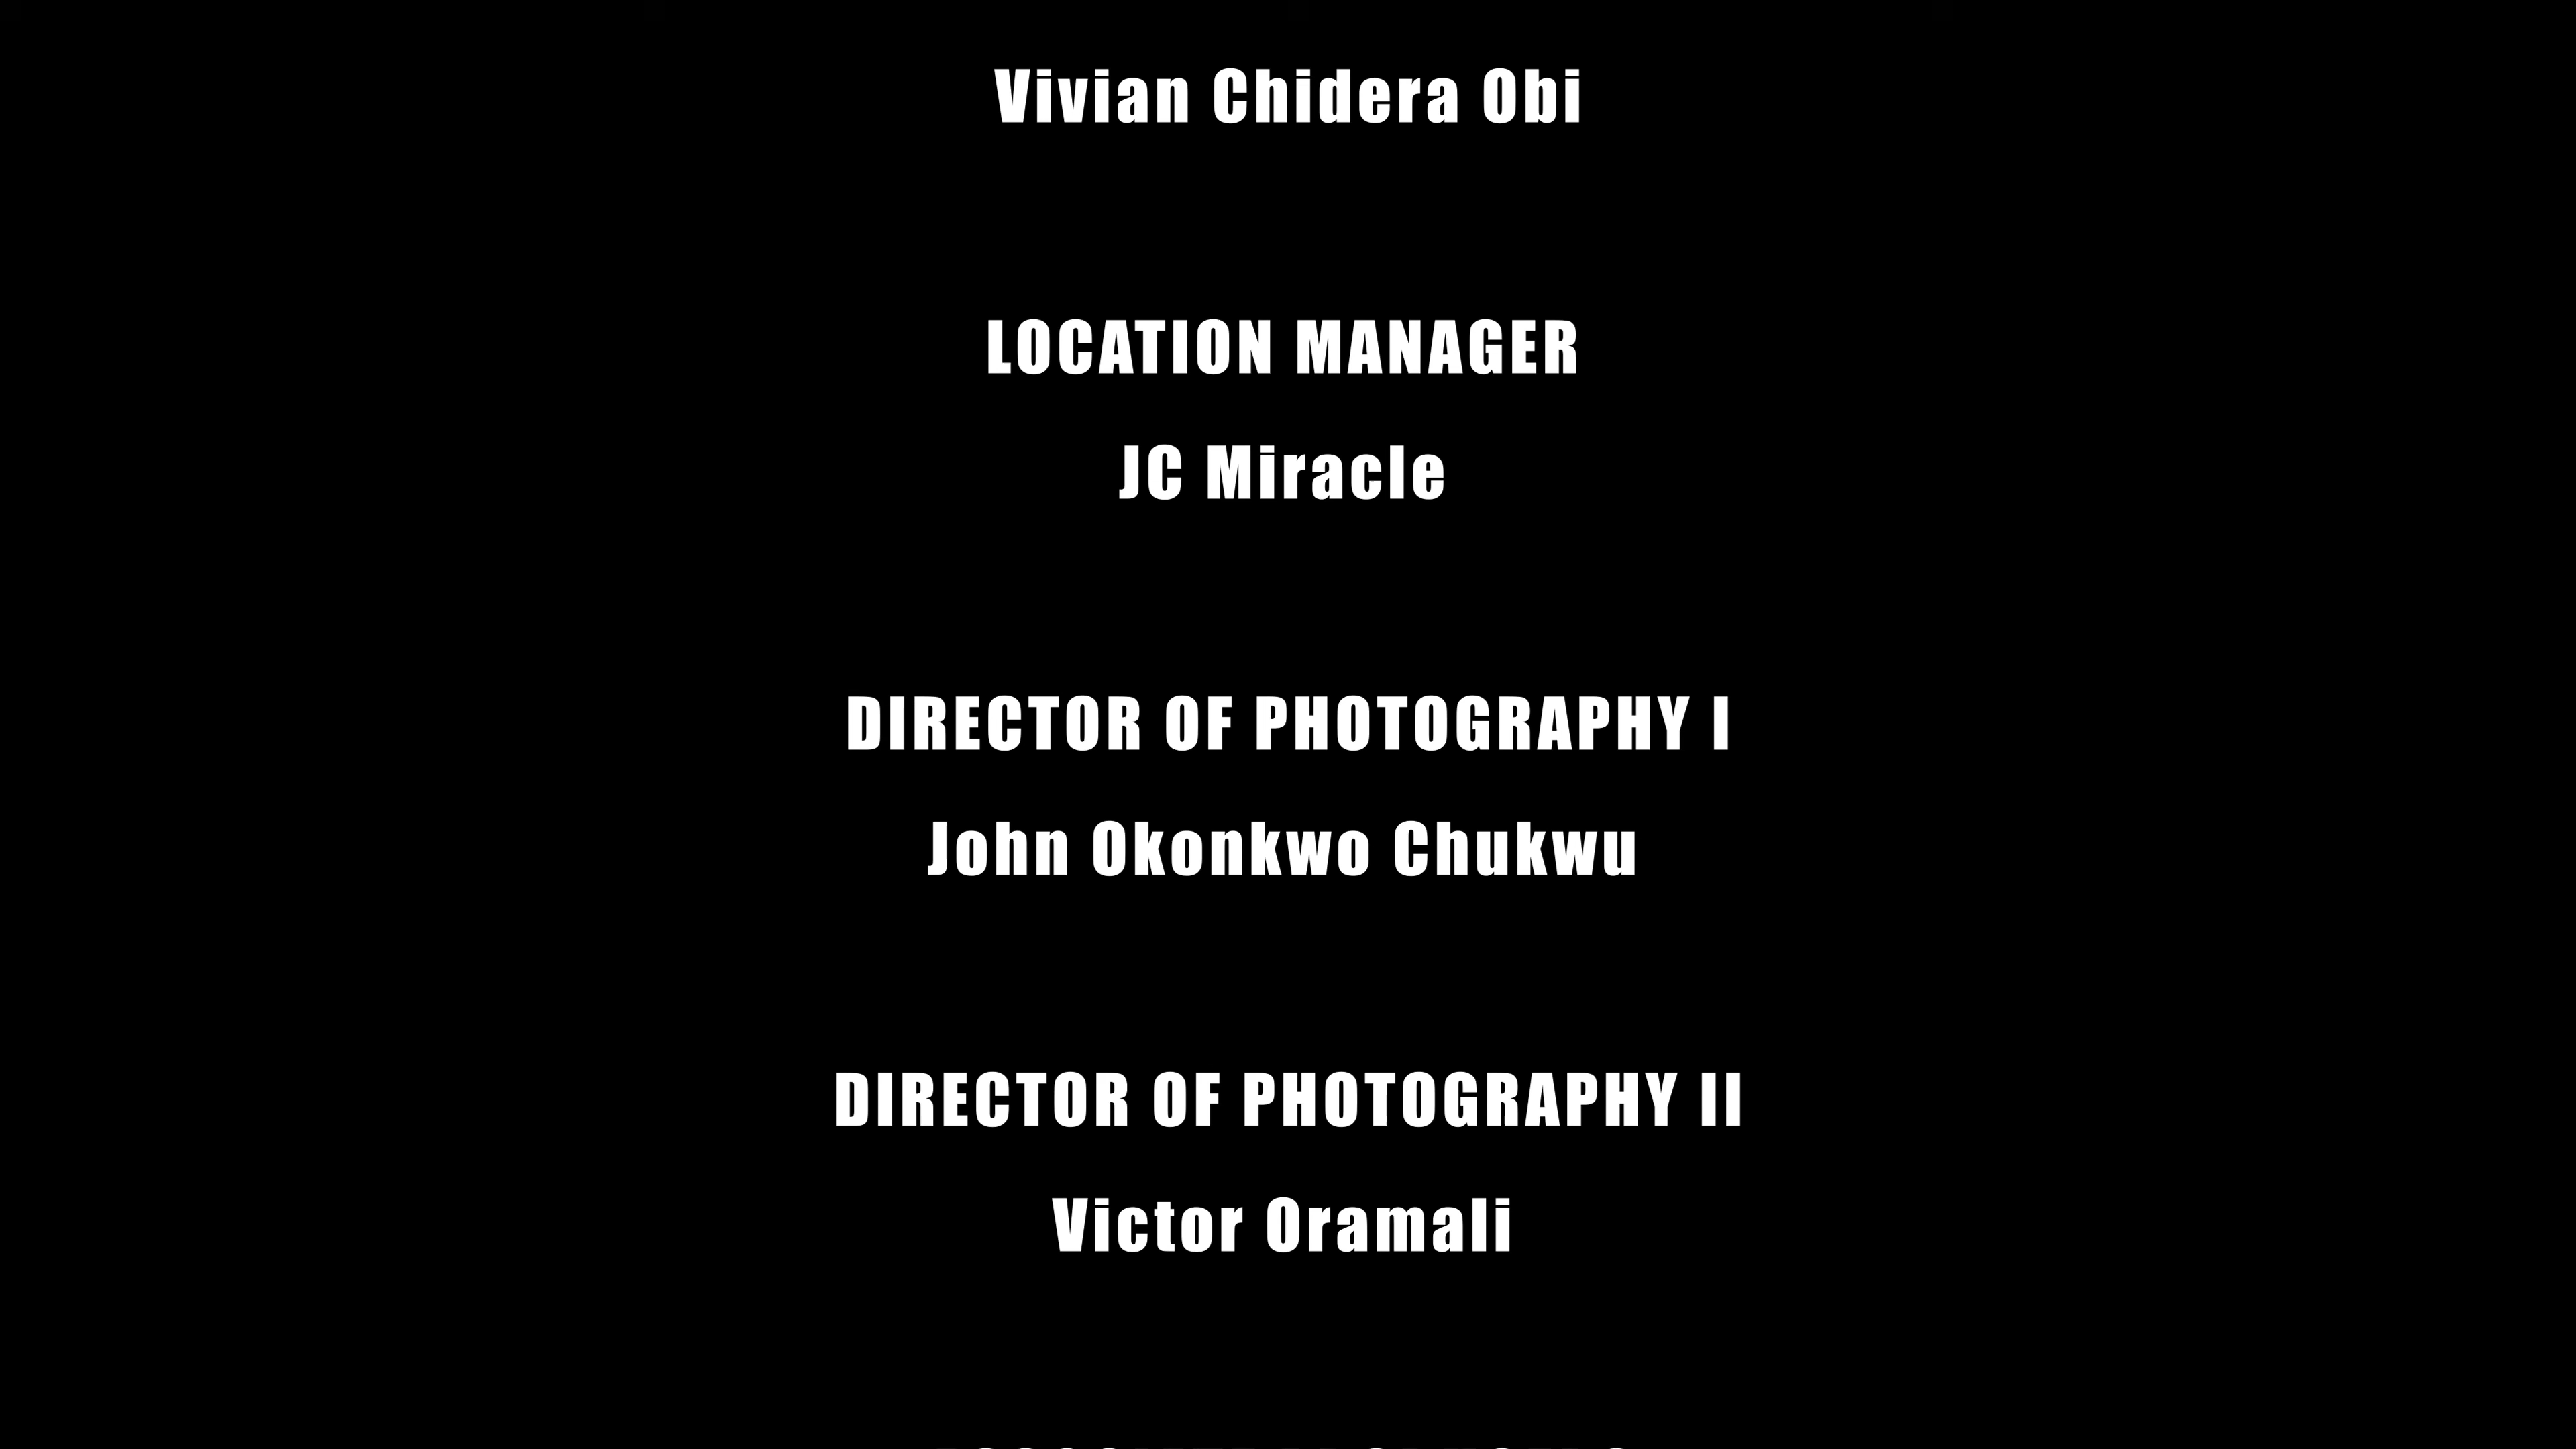 Vivian Chidera Obi
LOCATION MANAGER
JC Miracle
DIRECTOR OF PHOTOGRAPHY I
John Okonkwo Chukwu
DIRECTOR OF PHOTOGRAPHY II
Victor Oramali